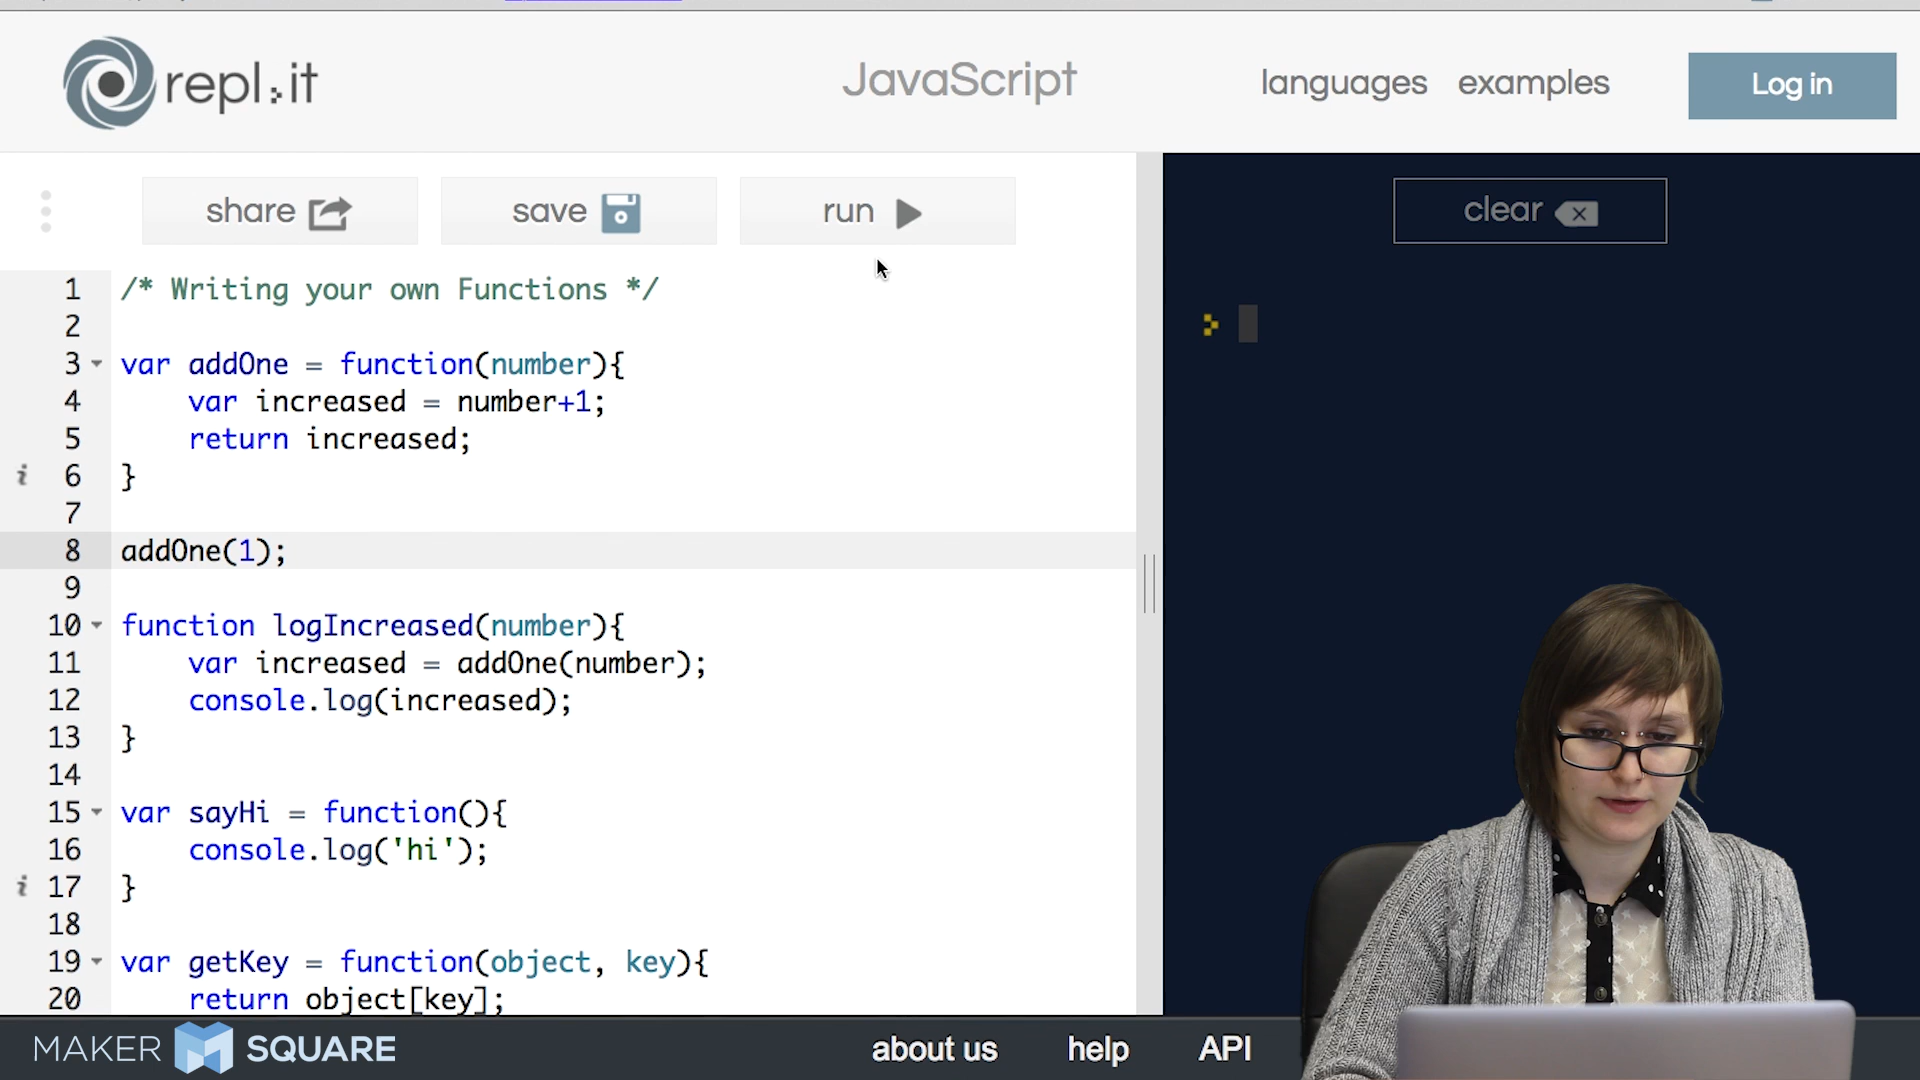 repl.it
JavaScript
languages examples
Log in
share save run
clear
1 /* Writing your own Functions */
2
3 var addOne = function(number){
4 var increased = number+1;
5 return increased;
i 6 }
7
8 addOne(1);
9
10 function logIncreased(number){
11 var increased = addOne(number);
12 console.log(increased);
13 }
14
15 var sayHi = function(){
16 console.log('hi');
i 17 }
18
19 var getKey = function(object, key){
20 return object[key];
>
MAKER SQUARE
about us help API